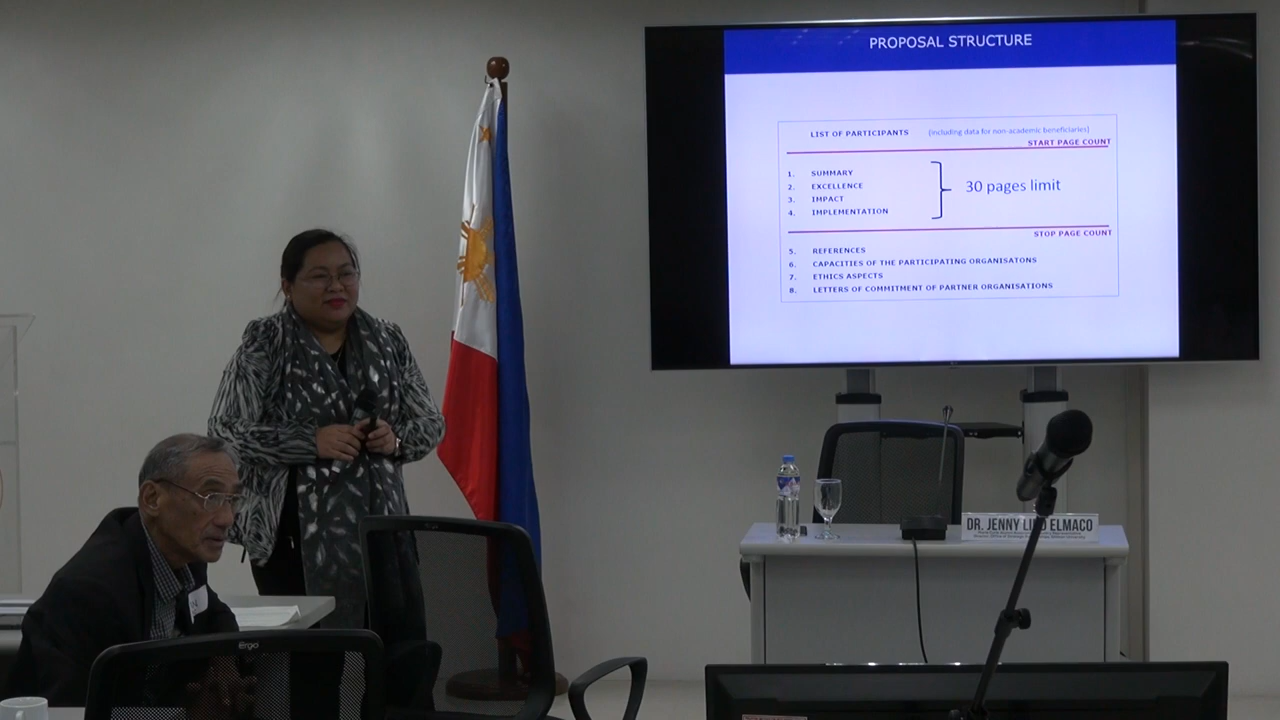 PROPOSAL STRUCTURE
LIST OF PARTICIPANTS (including data for non-academic beneficiaries)
START PAGE COUNT
1. SUMMARY
2. EXCELLENCE
3. IMPACT
4. IMPLEMENTATION
30 pages limit
STOP PAGE COUNT
5. REFERENCES
6. CAPACITIES OF THE PARTICIPATING ORGANISATONS
7. ETHICS ASPECTS
8. LETTERS OF COMMITMENT OF PARTNER ORGANISATIONS
DR. JENNY ELMACO
Ergo